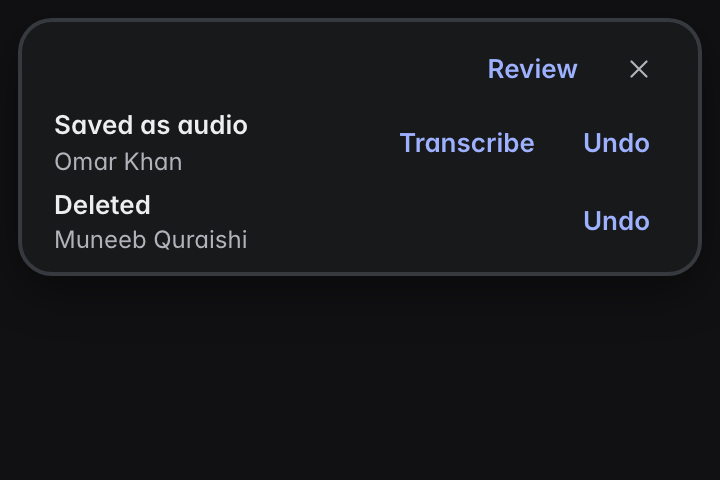 Review
Saved as audio
Omar Khan
Transcribe Undo
Deleted
Muneeb Quraishi
Undo